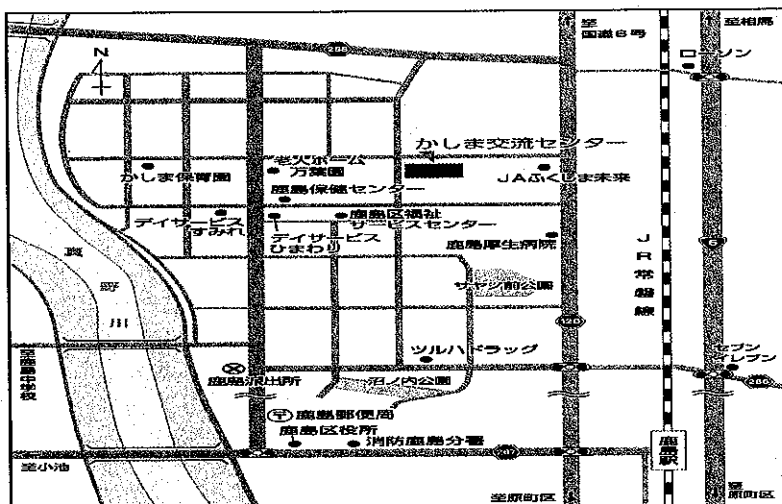 至
国道6号
至相馬
ローソン
N
268
かしま交流センター
老人ホーム
万葉園
かしま保育園
JAふくしま未来
鹿島保健センター
デイサービス
すみれ
デイサービス
ひまわり
鹿島区福祉
サービスセンター
鹿島厚生病院
JR常磐線
6
サヤシ前公園
真野川
120
ツルハドラッグ
セブン
イレブン
至鹿島中学校
鹿島派出所
沼ノ内公園
鹿島郵便局
鹿島区役所
消防鹿島分署
鹿島駅
至小池
至原町区
至
原町区